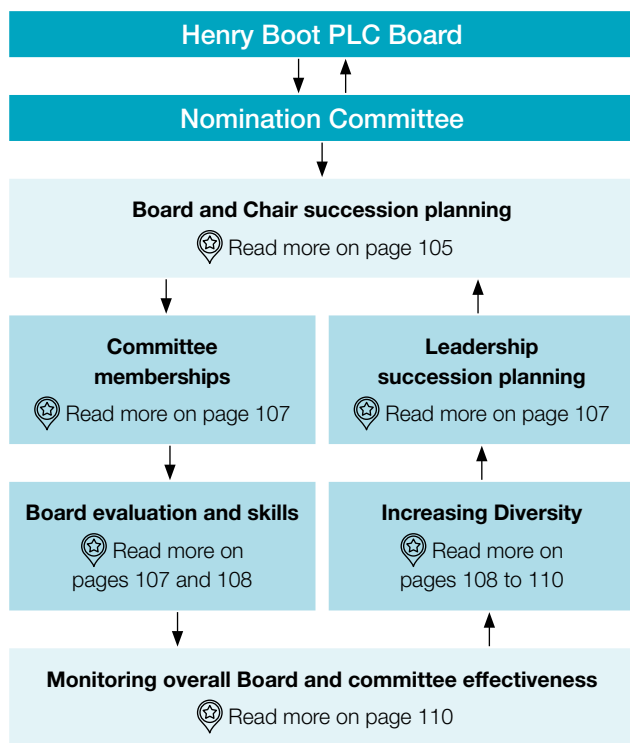 Henry Boot PLC Board
Nomination Committee
Board and Chair succession planning
Read more on page 105
Committee
memberships
Read more on page 107
Leadership
succession planning
Read more on page 107
Board evaluation and skills
Read more on
pages 107 and 108
Increasing Diversity
Read more on
pages 108 to 110
Monitoring overall Board and committee effectiveness
Read more on page 110